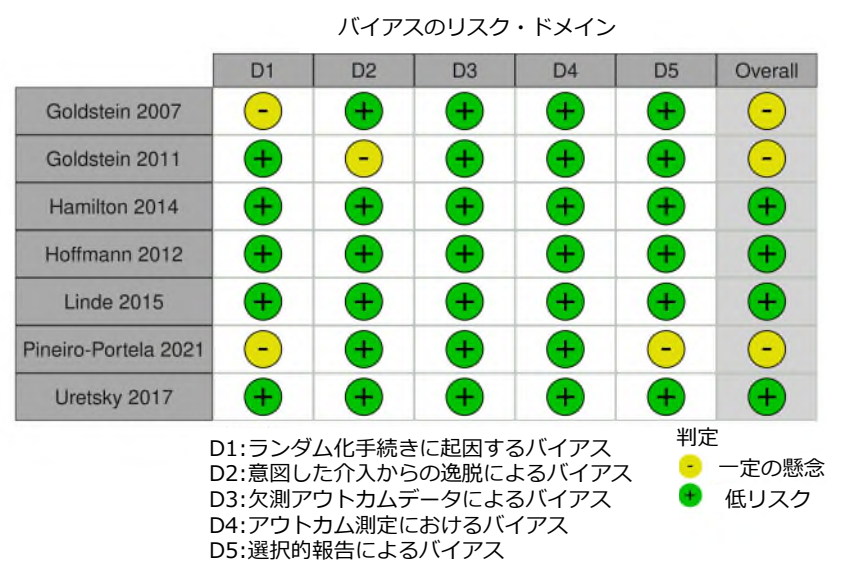 バイアスのリスク・ドメイン
D1 D2 D3 D4 D5 Overall
Goldstein 2007 - + + + + -
Goldstein 2011 + - + + + -
Hamilton 2014 + + + + + +
Hoffmann 2012 + + + + + +
Linde 2015 + + + + + +
Pineiro-Portela 2021 - + + + - -
Uretsky 2017 + + + + + +
D1:ランダム化手続きに起因するバイアス
D2:意図した介入からの逸脱によるバイアス
D3:欠測アウトカムデータによるバイアス
D4:アウトカム測定におけるバイアス
D5:選択的報告によるバイアス
判定
- 一定の懸念
+ 低リスク